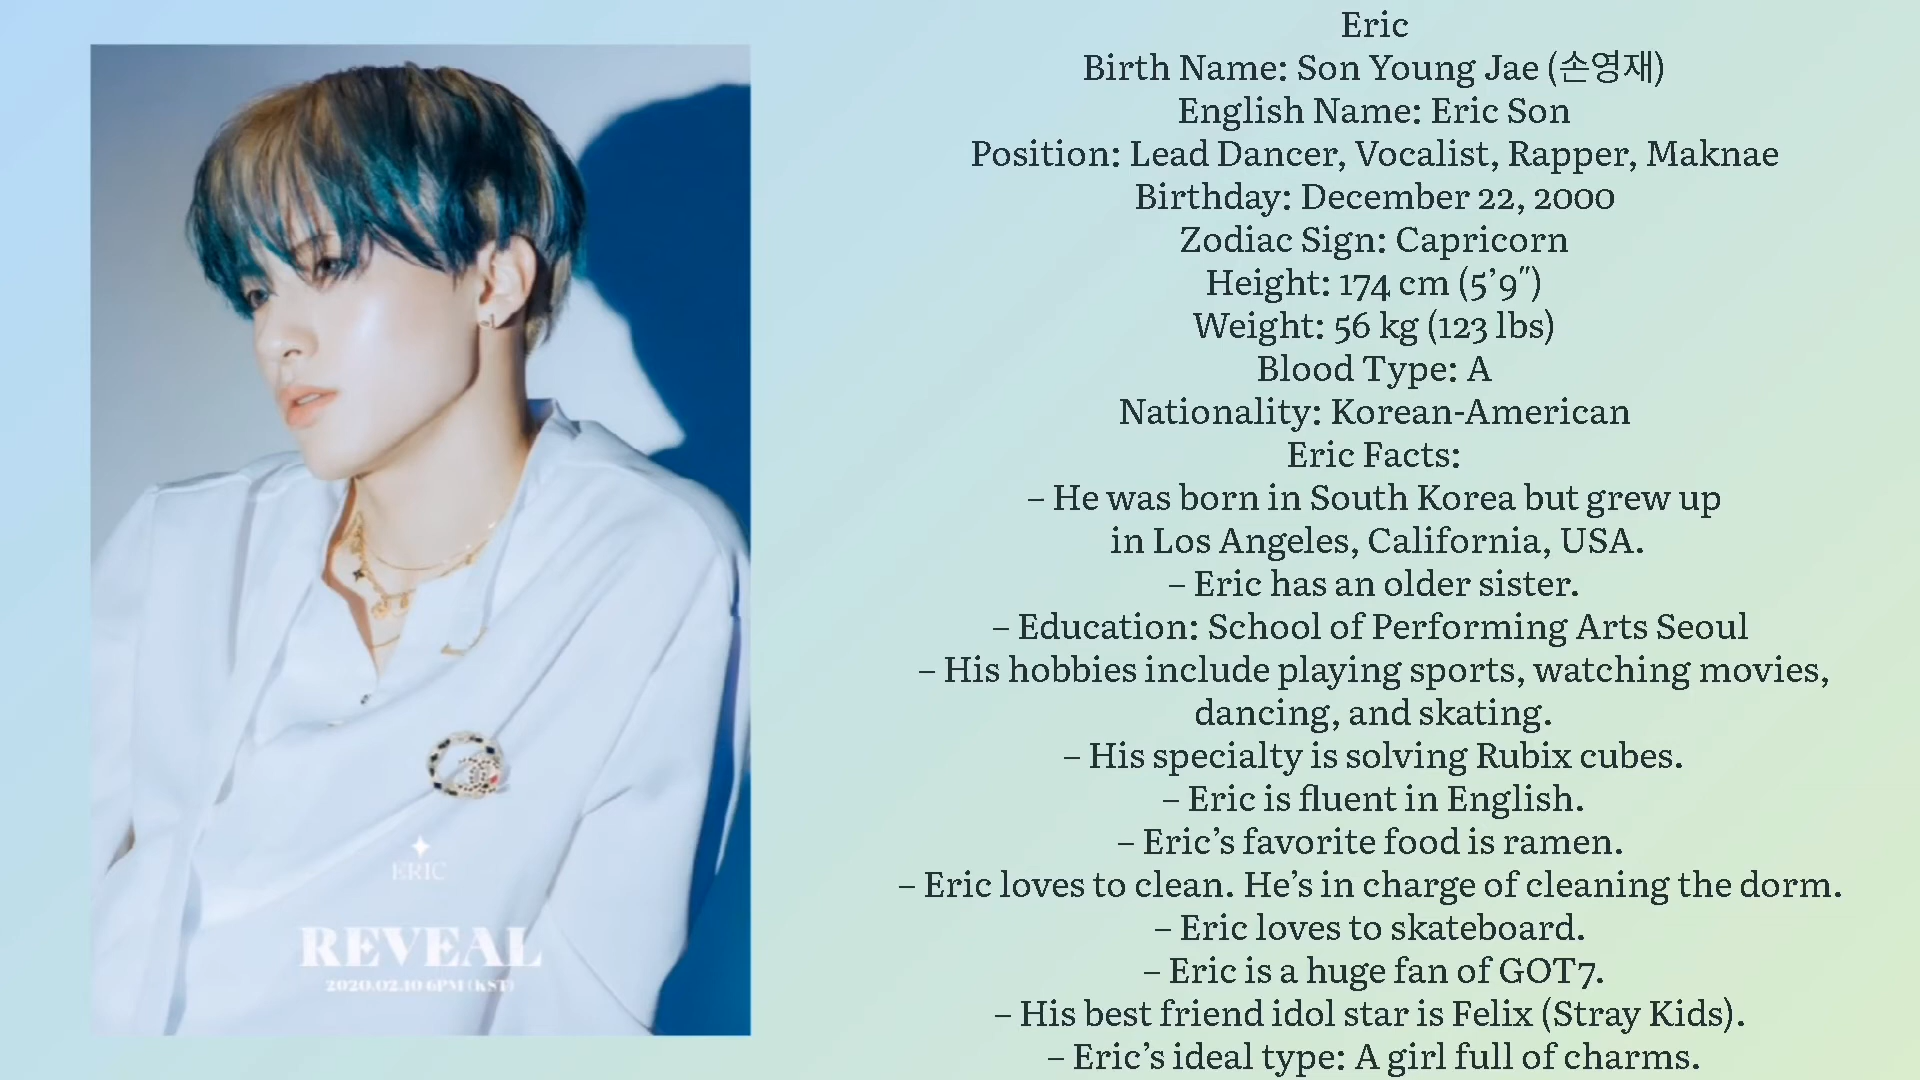 Eric
Birth Name: Son Young Jae (손영재)
English Name: Eric Son
Position: Lead Dancer, Vocalist, Rapper, Maknae
Birthday: December 22, 2000
Zodiac Sign: Capricorn
Height: 174 cm (5’9″)
Weight: 56 kg (123 lbs)
Blood Type: A
Nationality: Korean-American
Eric Facts:
– He was born in South Korea but grew up
in Los Angeles, California, USA.
– Eric has an older sister.
– Education: School of Performing Arts Seoul
– His hobbies include playing sports, watching movies,
dancing, and skating.
– His specialty is solving Rubix cubes.
– Eric is fluent in English.
– Eric’s favorite food is ramen.
– Eric loves to clean. He’s in charge of cleaning the dorm.
– Eric loves to skateboard.
– Eric is a huge fan of GOT7.
– His best friend idol star is Felix (Stray Kids).
– Eric’s ideal type: A girl full of charms.
ERIC
REVEAL
2020.02.10 6PM (KST)